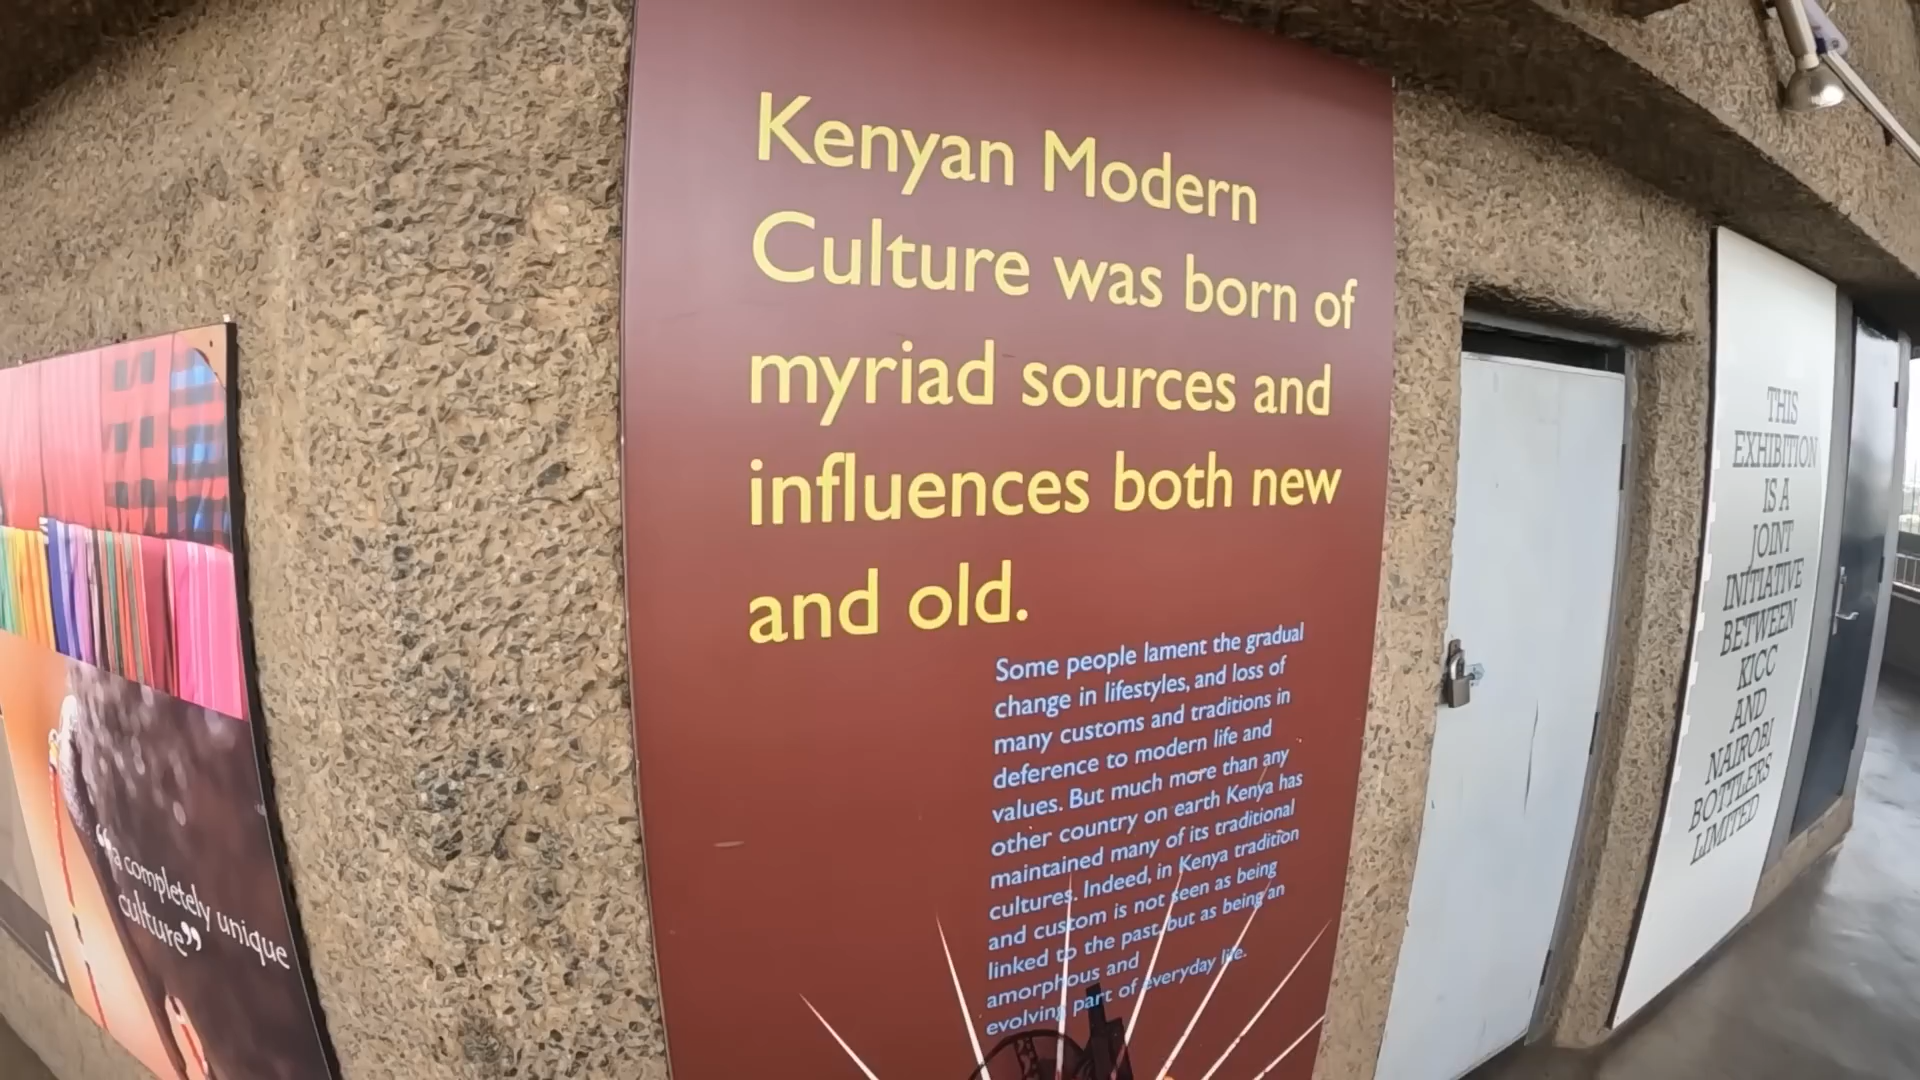 Kenyan Modern
Culture was born of
myriad sources and
influences both new
and old.
Some people lament the gradual
change in lifestyles, and loss of
many customs and traditions in
deference to modern life and
values. But much more than any
other country on earth Kenya has
maintained many of its traditional
cultures. Indeed, in Kenya tradition
and custom is not seen as being
linked to the past, but as being an
amorphous and
evolving part of everyday life.
“a completely unique
culture”
THIS
EXHIBITION
IS A
JOINT
INITIATIVE
BETWEEN
KICC
AND
NAIROBI
BOTTLERS
LIMITED